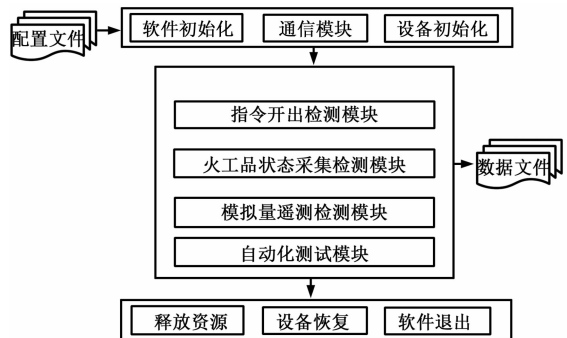 配置文件
软件初始化
通信模块
设备初始化
指令开出检测模块
火工品状态采集检测模块
模拟量遥测检测模块
自动化测试模块
数据文件
释放资源
设备恢复
软件退出